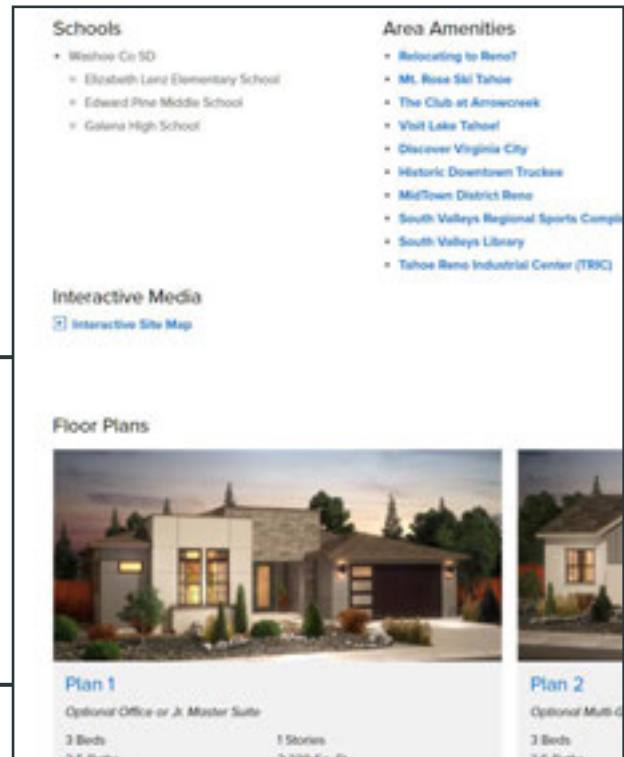 Schools
Washoe Co SD
Elizabeth Lenz Elementary School
Edward Pine Middle School
Galena High School
Area Amenities
Relocating to Reno?
Mt. Rose Ski Tahoe
The Club at Arrowcreek
Visit Lake Tahoe!
Discover Virginia City
Historic Downtown Truckee
MidTown District Reno
South Valleys Regional Sports
South Valleys Library
Tahoe Reno Industrial Center (TRIC)
Interactive Media
Interactive Site Map
Floor Plans
Plan 1
Optional Office or Jr. Master Suite
3 Beds
1 Stories
Plan 2
Optional
3 Beds